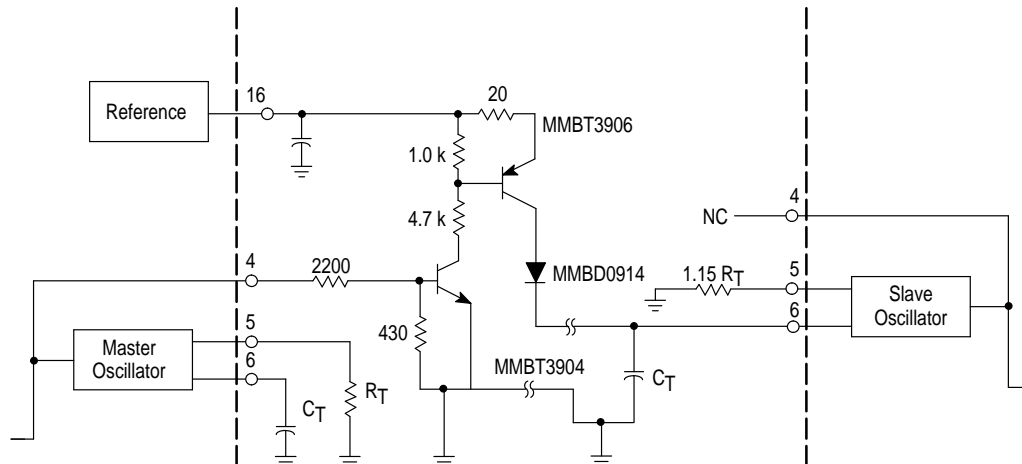 Reference
16
20
MMBT3906
1.0 k
4.7 k
4
NC
4
2200
MMBD0914
1.15 RT
5
Slave
Oscillator
6
430
5
Master
Oscillator
6
MMBT3904
RT
CT
CT